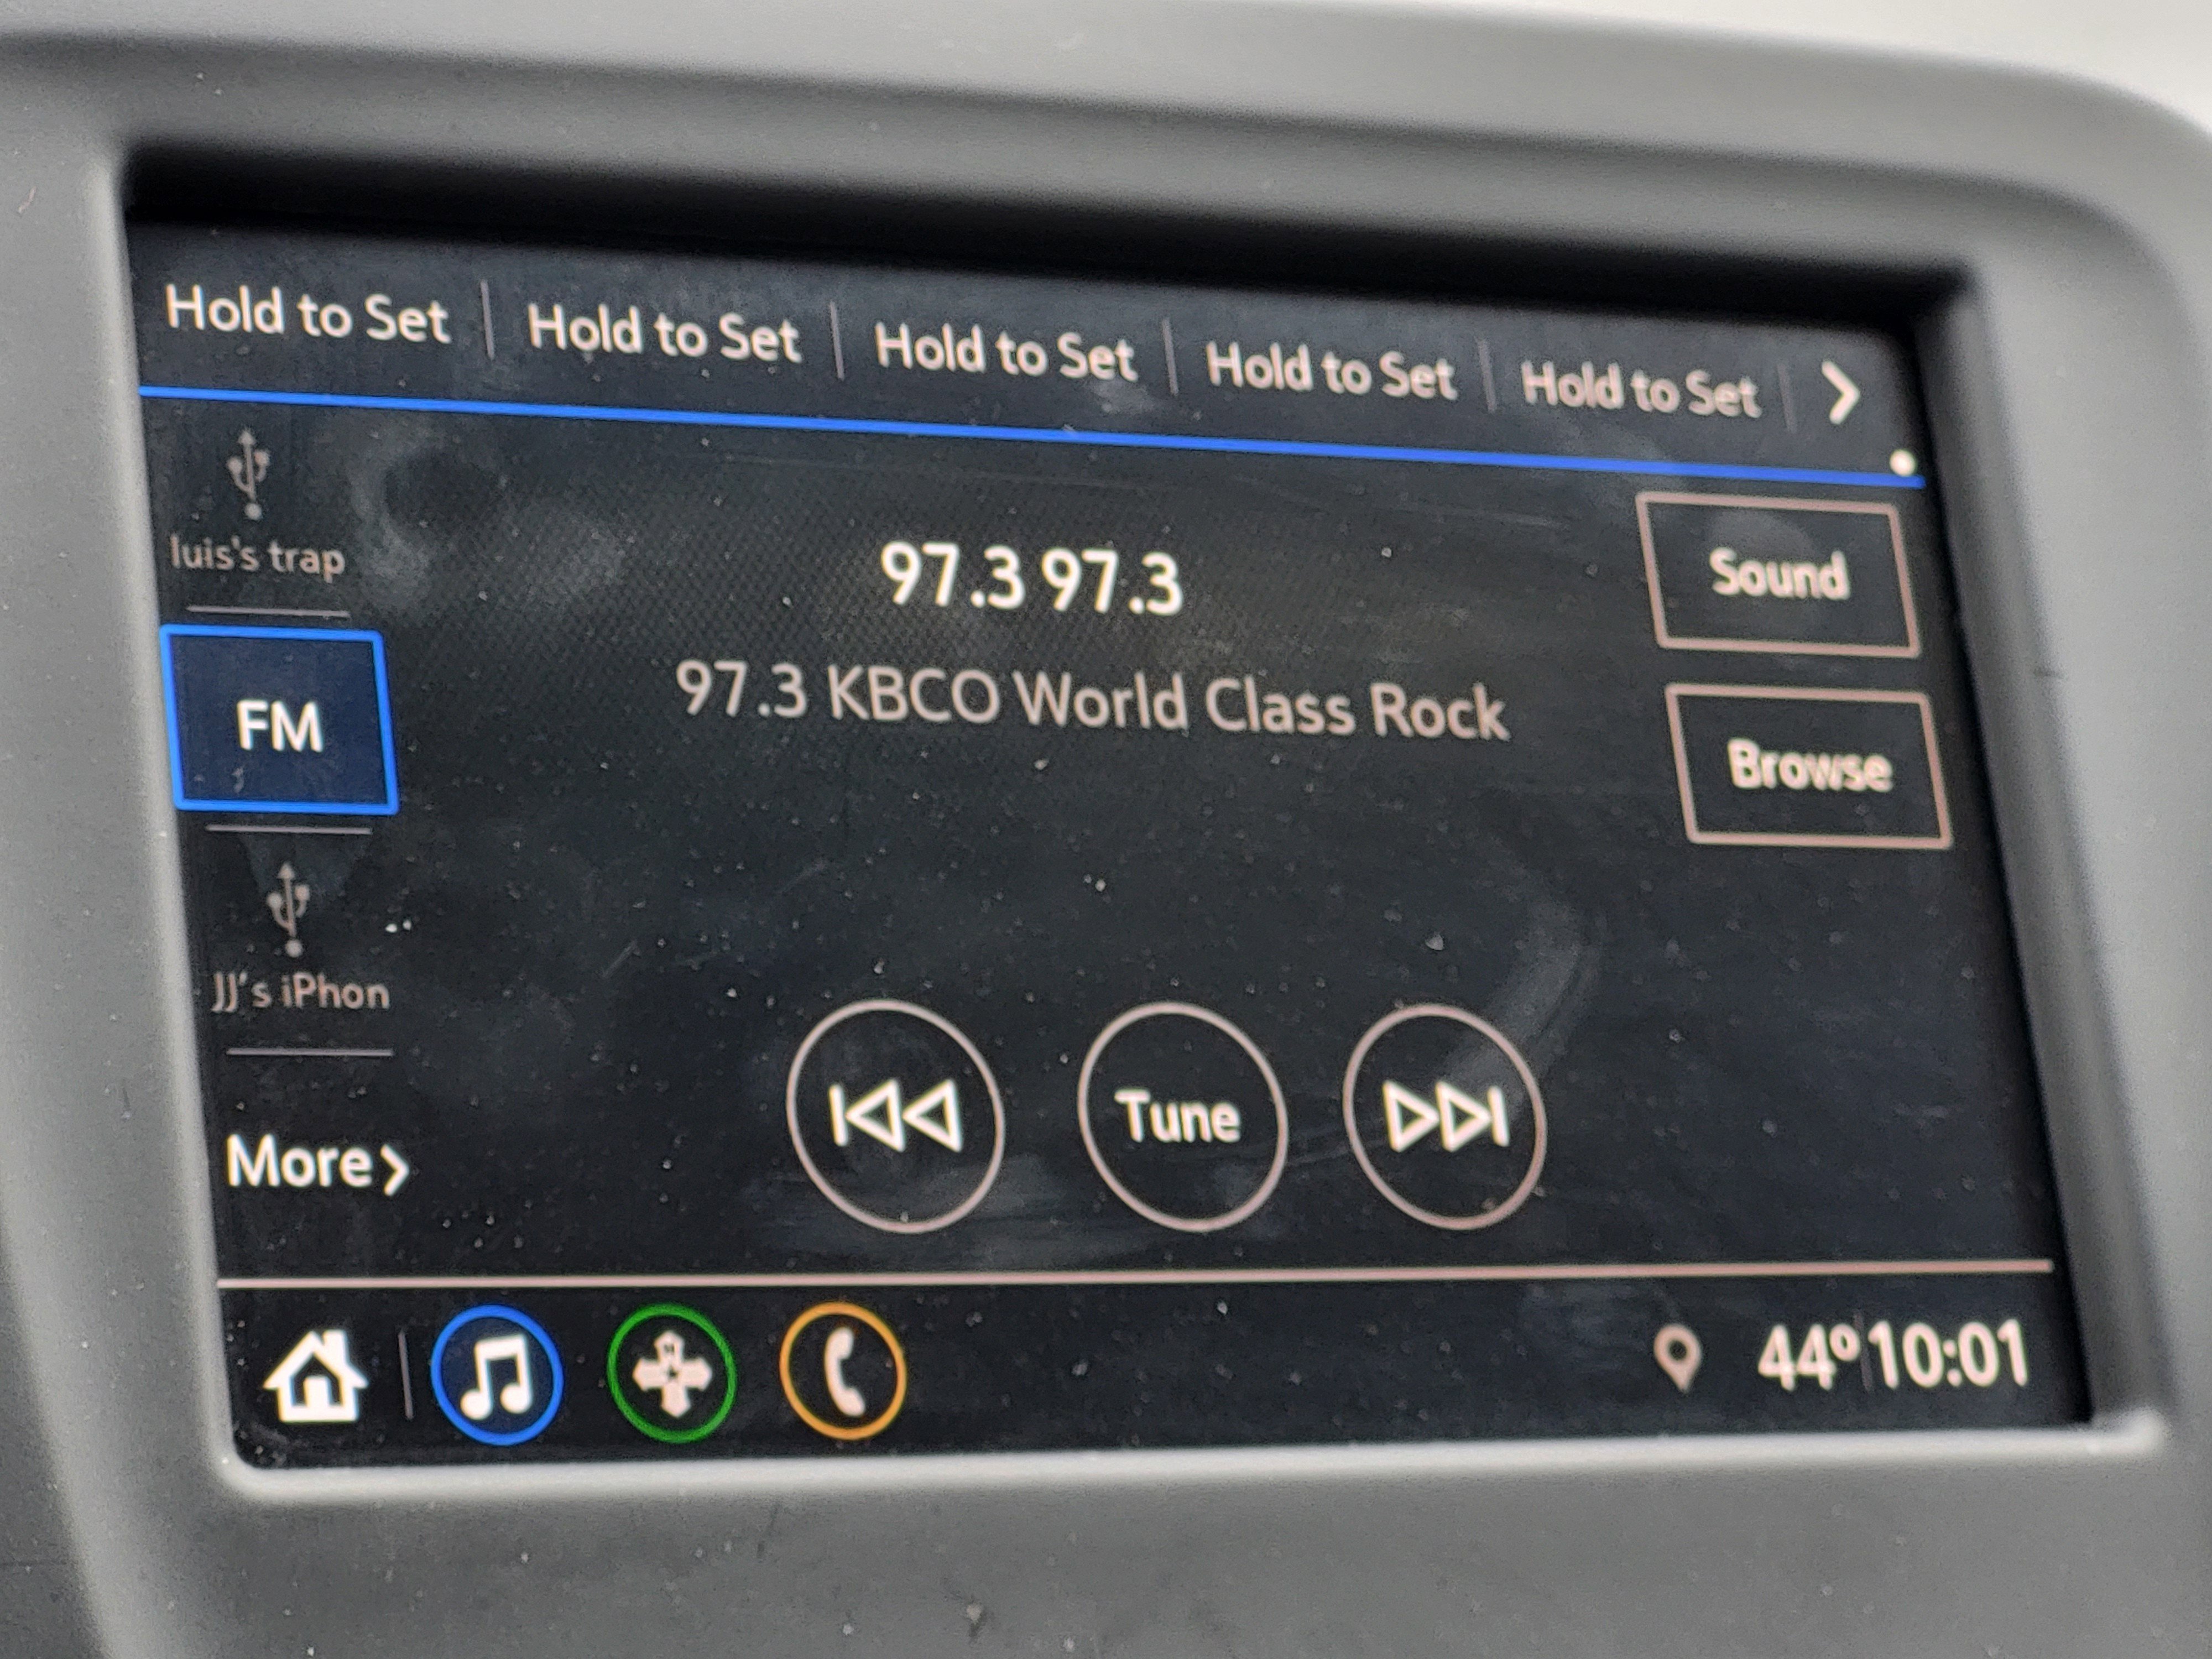 Hold to Set Hold to Set Hold to Set Hold to Set Hold to Set
luis's trap
97.3 97.3
Sound
FM
97.3 KBCO World Class Rock
Browse
JJ's iPhon
More
Tune
44° 10:01